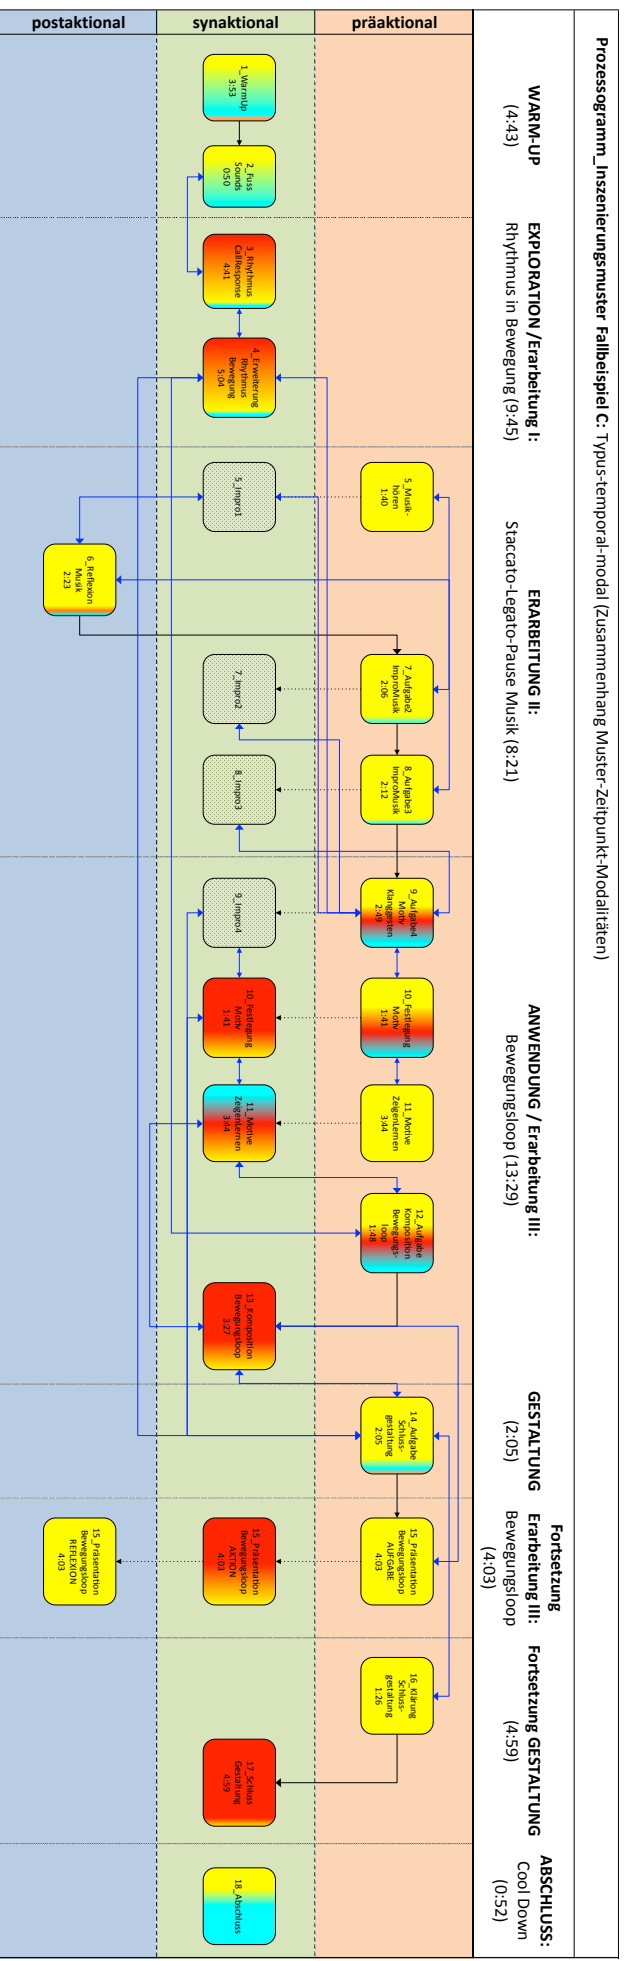 Prozessogramm_Inszenierungsmuster Fallbeispiel C: Typus-temporal-modal (Zusammenhang Muster-Zeitpunkt-Modalitäten)
WARM-UP
(4:43)
EXPLORATION /Erarbeitung I:
Rhythmus in Bewegung (9:45)
ERARBEITUNG II:
Staccato-Legato-Pause Musik (8:21)
ANWENDUNG / Erarbeitung III:
Bewegungsloop (13:29)
GESTALTUNG
(2:05)
Fortsetzung
Erarbeitung III:
Bewegungsloop
(4:03)
Fortsetzung GESTALTUNG
(4:59)
ABSCHLUSS:
Cool Down
(0:52)
präaktional
5_Musik-
hören
1:40
7_Aufgabe2
ImproMusik
2:06
8_Aufgabe3
ImproMusik
2:12
9_Aufgabe4
Motiv
Klanggesten
2:49
10_Festlegung
Motiv
1:41
11_Motive
ZeigenLernen
3:44
12_Aufgabe
Komposition
Bewegungs-
loop
1:48
14_Aufgabe
Schluss-
gestaltung
2:05
15_Präsentation
Bewegungsloop
AUFGABE
4:03
16_Klärung
Schluss-
gestaltung
1:26
synaktional
1_WarmUp
3:53
2_Fuss
Sounds
0:50
3_Rhythmus
CallResponse
4:41
4_Erweiterung
Rhythmus
Bewegung
5:04
5_Impro1
7_Impro2
8_Impro3
9_Impro4
10_Festlegung
Motiv
1:41
11_Motive
ZeigenLernen
3:44
13_Komposition
Bewegungsloop
3:27
15_Präsentation
Bewegungsloop
AKTION
4:03
17_Schluss
Gestaltung
4:59
18_Abschluss
postaktional
6_Reflexion
Musik
2:23
15_Präsentation
Bewegungsloop
REFLEXION
4:03